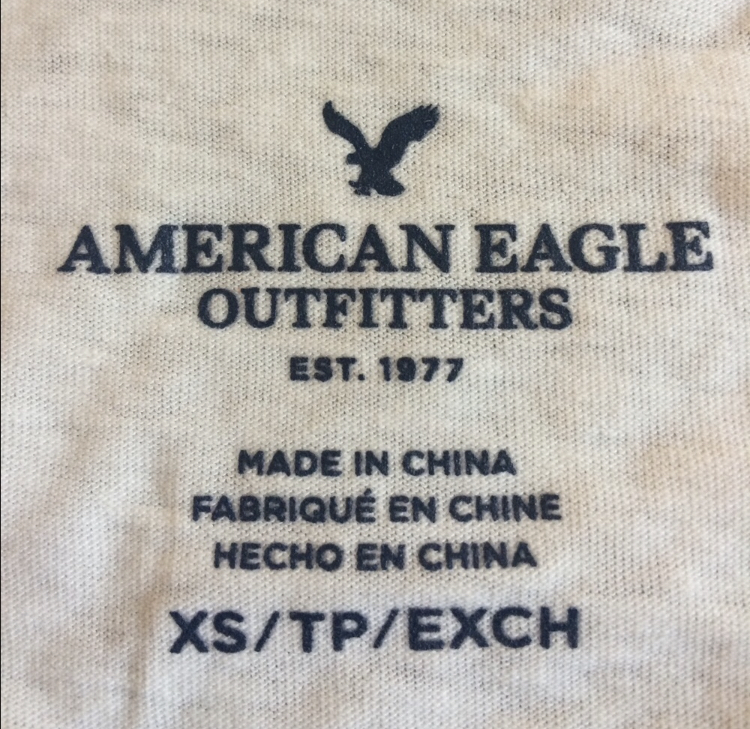 AMERICAN EAGLE
OUTFITTERS
EST. 1977
MADE IN CHINA
FABRIQUÉ EN CHINE
HECHO EN CHINA
XS/TP/EXCH